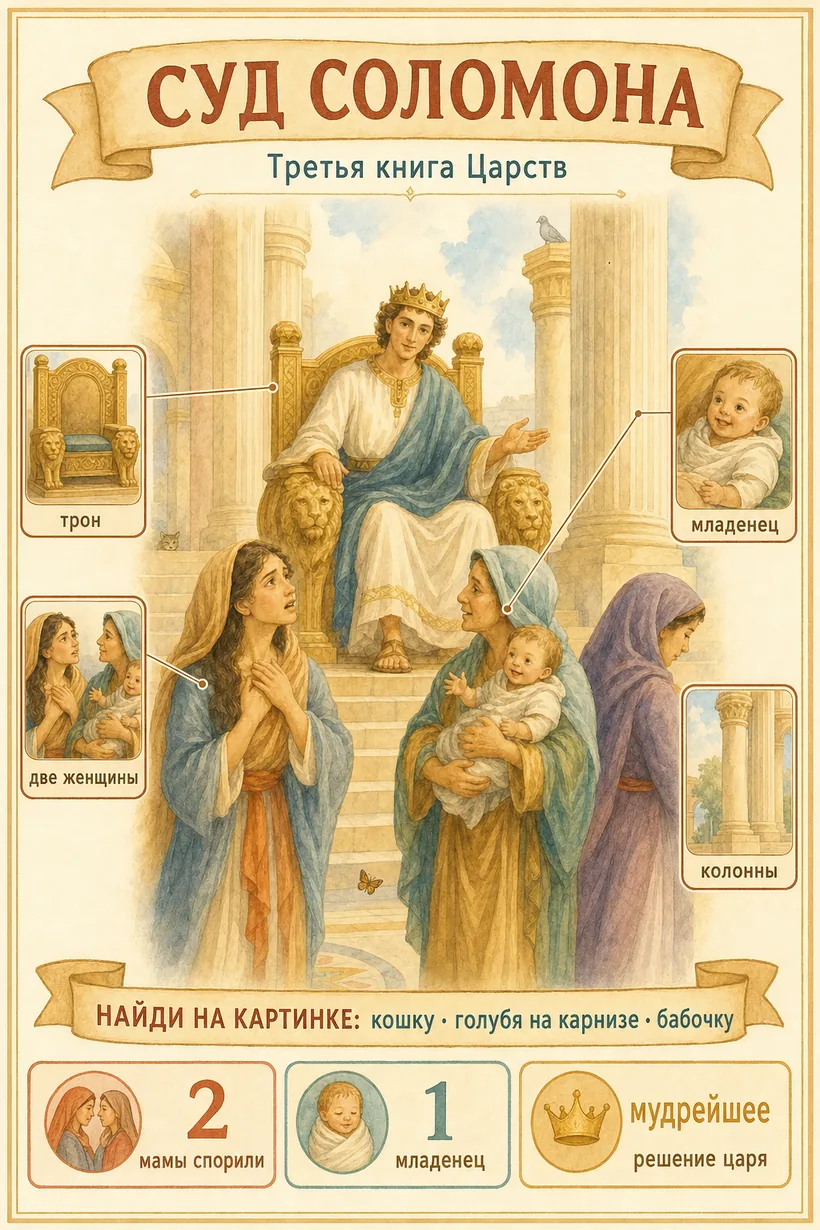 СУД СОЛОМОНА
Третья книга Царств
трон
младенец
две женщины
колонны
НАЙДИ НА КАРТИНКЕ: кошку · голубя на карнизе · бабочку
2
мамы спорили
1
младенец
мудрейшее
решение царя